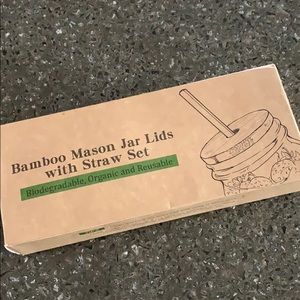 Bamboo Mason Jar Lids
with Straw Set
Biodegradable, Organic and Reusable